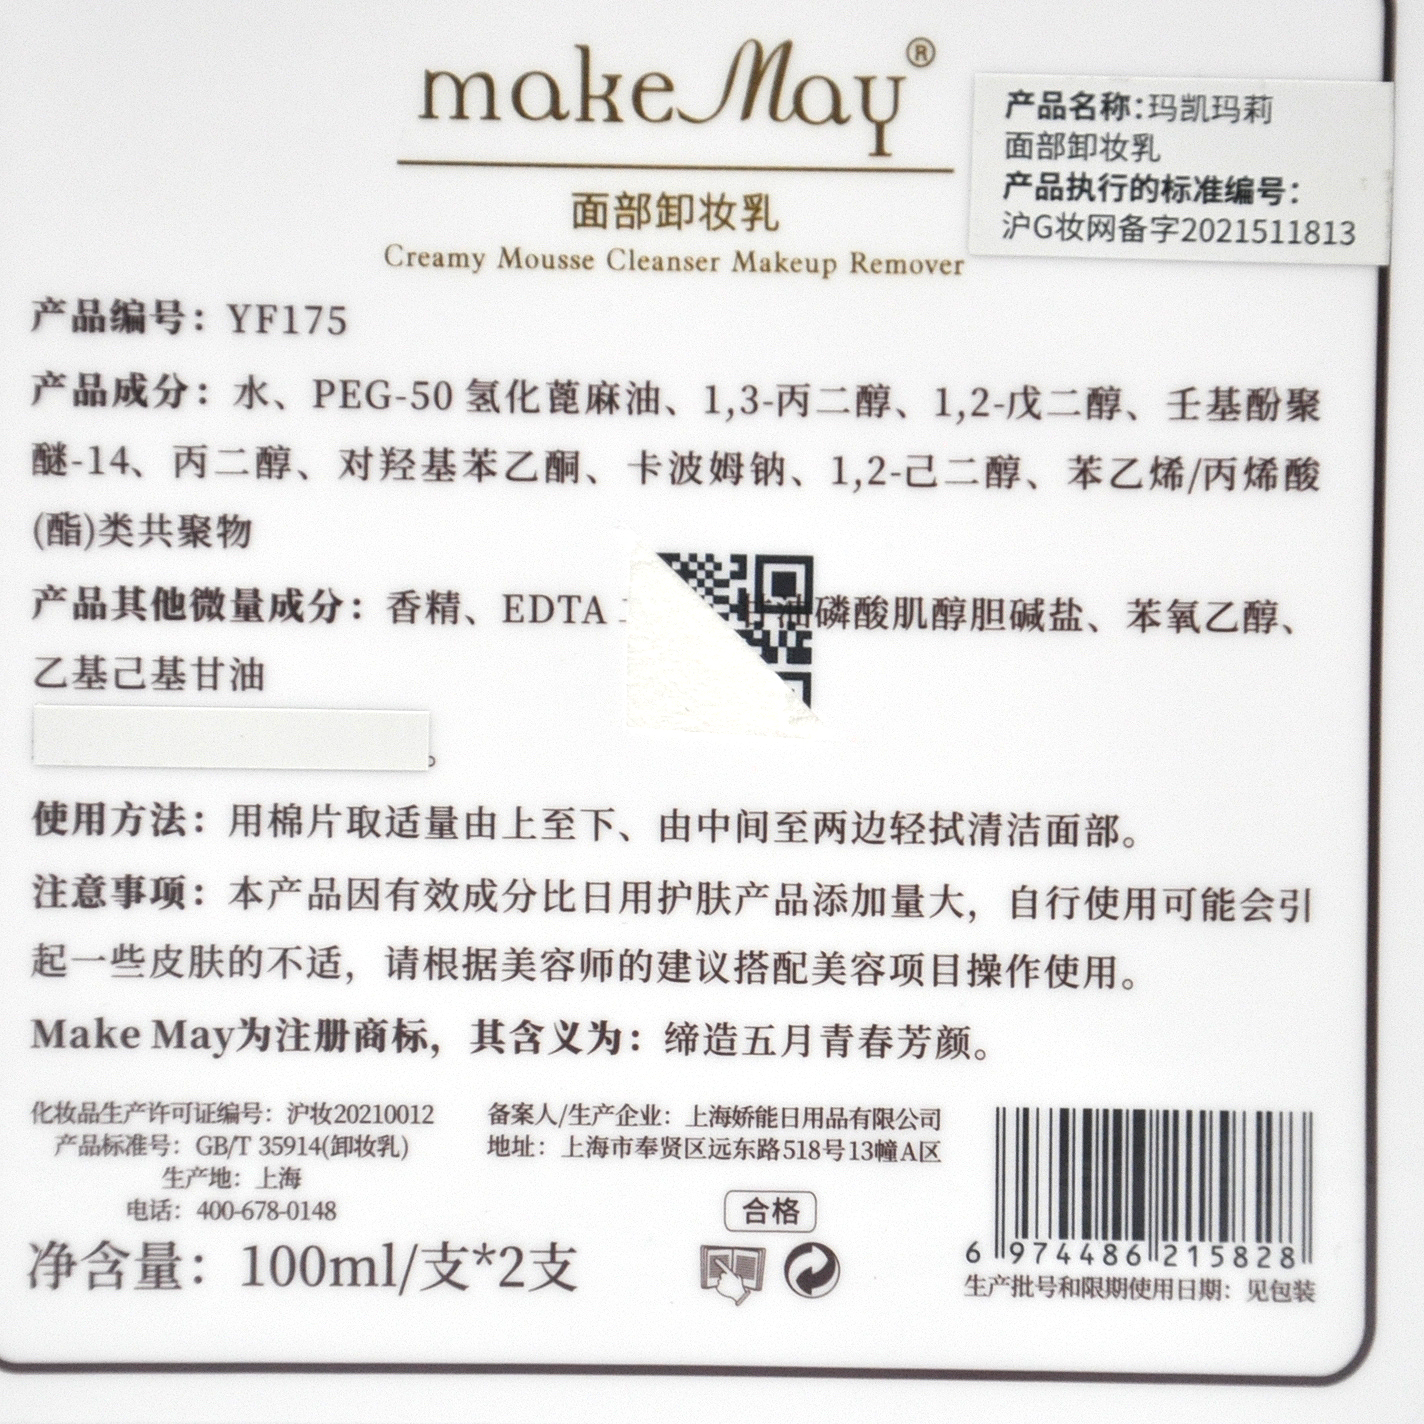 make May®
产品名称：玛凯玛莉
面部卸妆乳
产品执行的标准编号：
沪G妆网备字2021511813
面部卸妆乳
Creamy Mousse Cleanser Makeup Remover
产品编号：YF175
产品成分：水、PEG-50 氢化蓖麻油、1,3-丙二醇、1,2-戊二醇、壬基酚聚
醚-14、丙二醇、对羟基苯乙酮、卡波姆钠、1,2-己二醇、苯乙烯/丙烯酸
(酯)类共聚物
产品其他微量成分：香精、EDTA 油磷酸肌醇胆碱盐、苯氧乙醇、
乙基己基甘油
。
使用方法：用棉片取适量由上至下、由中间至两边轻拭清洁面部。
注意事项：本产品因有效成分比日用护肤产品添加量大，自行使用可能会引
起一些皮肤的不适，请根据美容师的建议搭配美容项目操作使用。
Make May为注册商标，其含义为：缔造五月青春芳颜。
化妆品生产许可证编号：沪妆20210012
产品标准号：GB/T 35914(卸妆乳)
生产地：上海
电话：400-678-0148
备案人/生产企业：上海娇能日用品有限公司
地址：上海市奉贤区远东路518号13幢A区
净含量：100ml/支*2支
合格
6 974486 215828
生产批号和限期使用日期：见包装